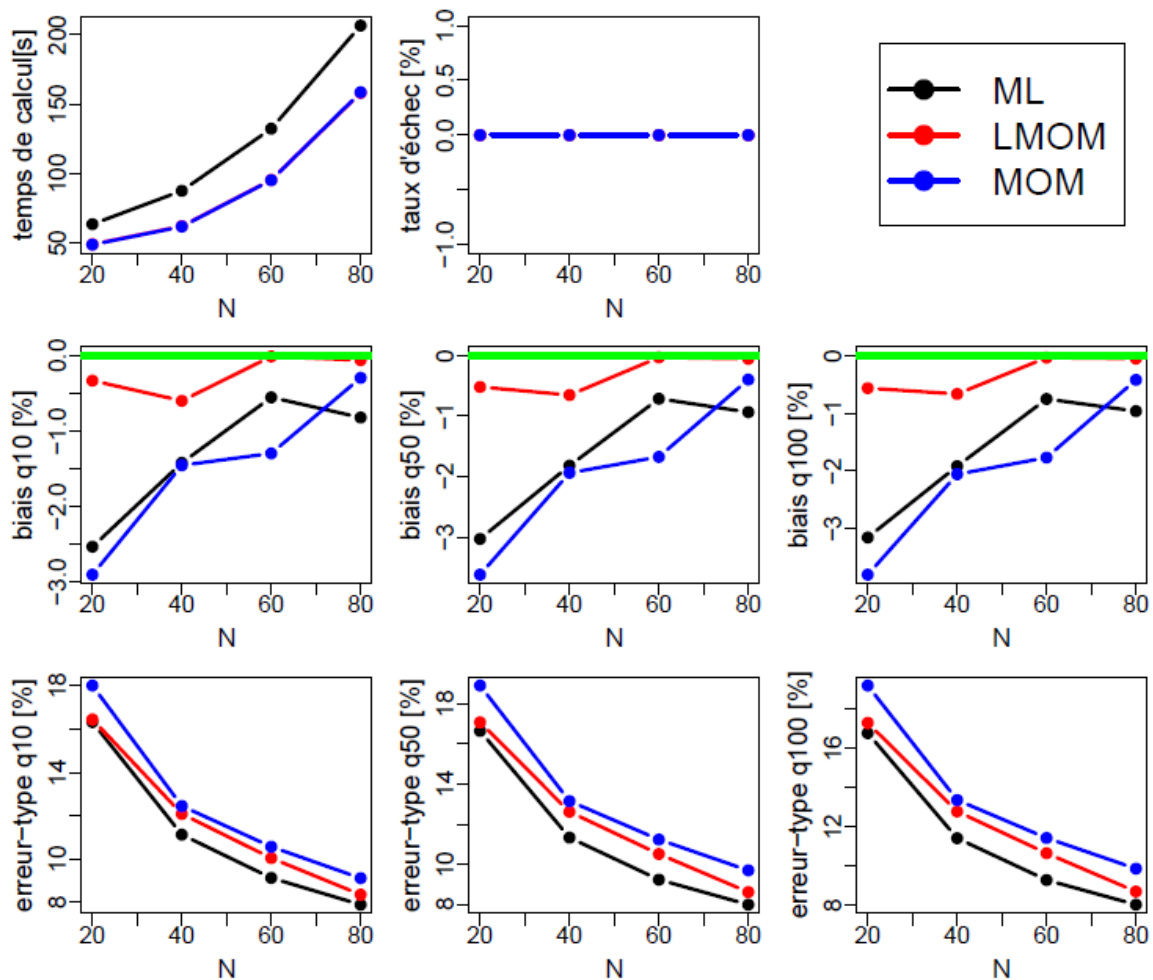 temps de calcul[s]
50 100 150 200
20 40 60 80
N
taux d'échec [%]
−1.0 0.0 0.5 1.0
20 40 60 80
N
ML
LMOM
MOM
biais q10 [%]
−3.0 −2.0 −1.0 0.0
20 40 60 80
N
biais q50 [%]
−3 −2 −1 0
20 40 60 80
N
biais q100 [%]
−3 −2 −1 0
20 40 60 80
N
erreur−type q10 [%]
8 10 14 18
20 40 60 80
N
erreur−type q50 [%]
8 10 14 18
20 40 60 80
N
erreur−type q100 [%]
8 12 16
20 40 60 80
N